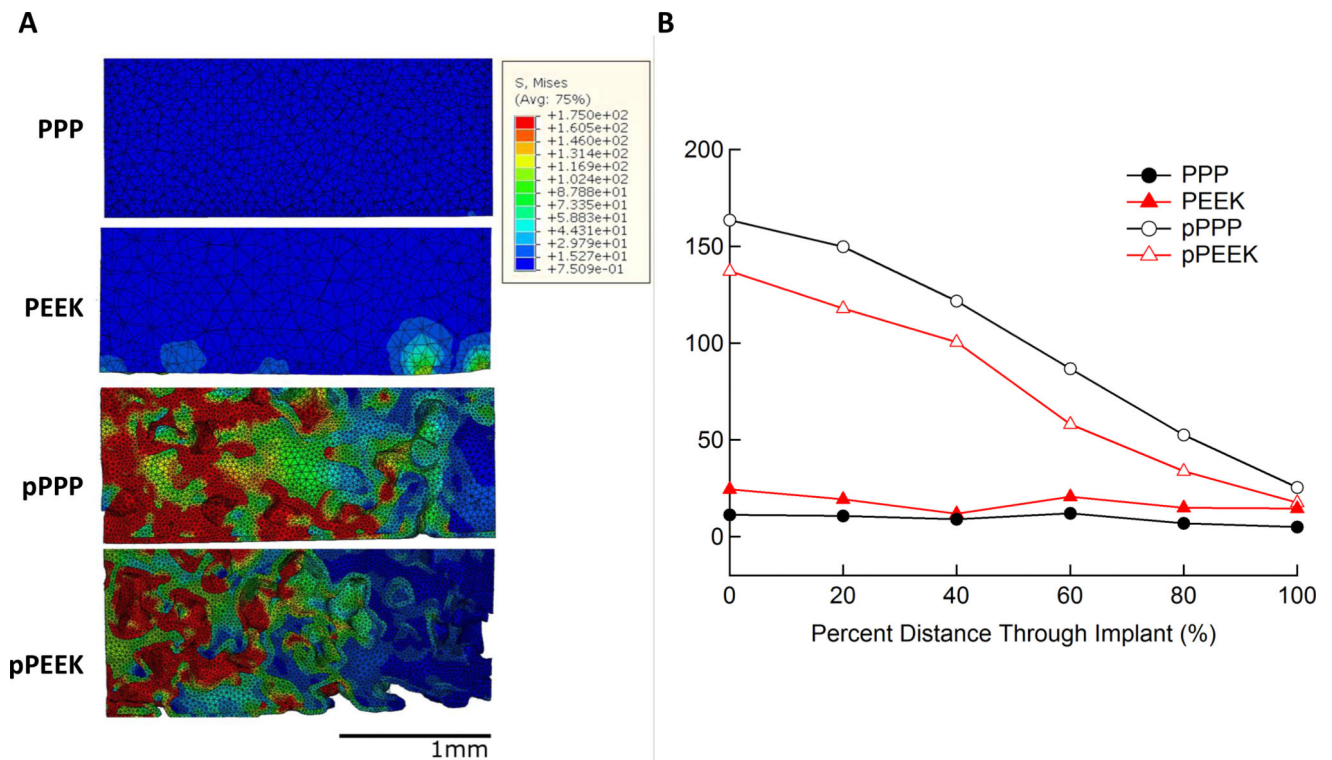 A
PPP
PEEK
pPPP
pPEEK
S, Mises
(Avg: 75%)
+1.750e+02
+1.605e+02
+1.460e+02
+1.314e+02
+1.169e+02
+1.024e+02
+8.788e+01
+7.335e+01
+5.883e+01
+4.431e+01
+2.979e+01
+1.527e+01
+7.509e-01
1mm
B
200
150
100
50
0
PPP
PEEK
pPPP
pPEEK
0 20 40 60 80 100
Percent Distance Through Implant (%)